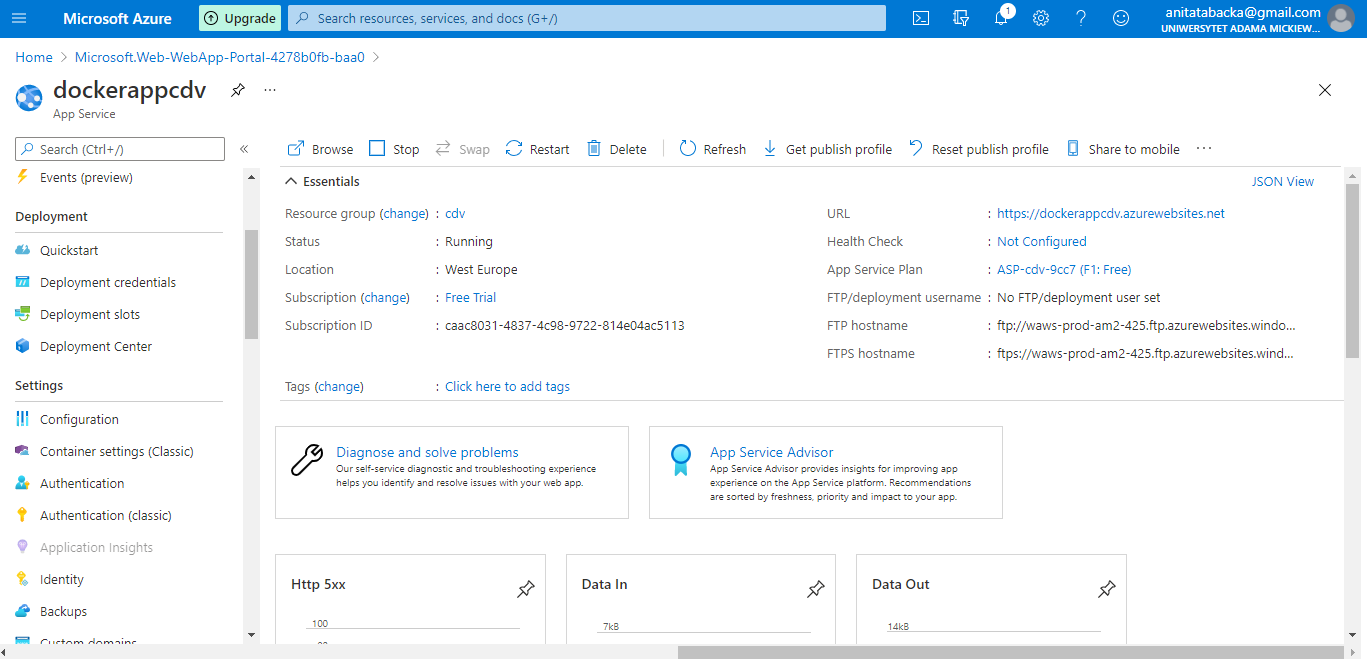 Microsoft Azure
Upgrade
Search resources, services, and docs (G+/)
1
anitatabacka@gmail.com
UNIWERSYTET ADAMA MICKIEW...
Home > Microsoft.Web-WebApp-Portal-4278b0fb-baa0 >
dockerappcdv
...
App Service
Search (Ctrl+/)
«
Events (preview)
Deployment
Quickstart
Deployment credentials
Deployment slots
Deployment Center
Settings
Configuration
Container settings (Classic)
Authentication
Authentication (classic)
Application Insights
Identity
Backups
Custom domains
Browse Stop Swap Restart Delete Refresh Get publish profile Reset publish profile Share to mobile ...
Essentials
JSON View
Resource group (change) : cdv
Status : Running
Location : West Europe
Subscription (change) : Free Trial
Subscription ID : caac8031-4837-4c98-9722-814e04ac5113
URL : https://dockerappcdv.azurewebsites.net
Health Check : Not Configured
App Service Plan : ASP-cdv-9cc7 (F1: Free)
FTP/deployment username : No FTP/deployment user set
FTP hostname : ftp://waws-prod-am2-425.ftp.azurewebsites.windo...
FTPS hostname : ftps://waws-prod-am2-425.ftp.azurewebsites.wind...
Tags (change) : Click here to add tags
Diagnose and solve problems
Our self-service diagnostic and troubleshooting experience
helps you identify and resolve issues with your web app.
App Service Advisor
App Service Advisor provides insights for improving app
experience on the App Service platform. Recommendations
are sorted by freshness, priority and impact to your app.
Http 5xx
100
Data In
7kB
Data Out
14kB